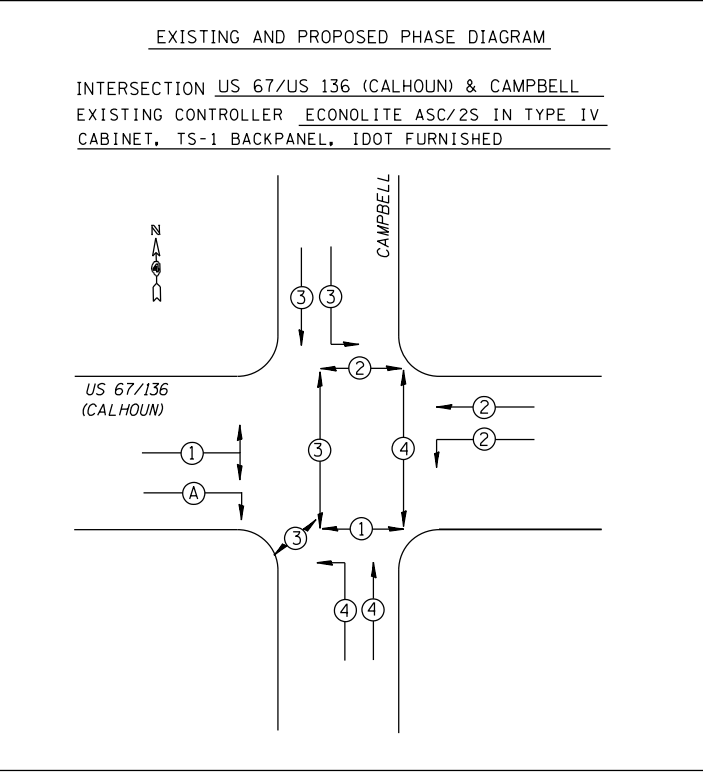 EXISTING AND PROPOSED PHASE DIAGRAM
INTERSECTION US 67/US 136 (CALHOUN) & CAMPBELL
EXISTING CONTROLLER ECONOLITE ASC/2S IN TYPE IV
CABINET, TS-1 BACKPANEL, IDOT FURNISHED
CAMPBELL
N
3 3
2
US 67/136
(CALHOUN)
2
2
1
3
4
A
3
1
4 4